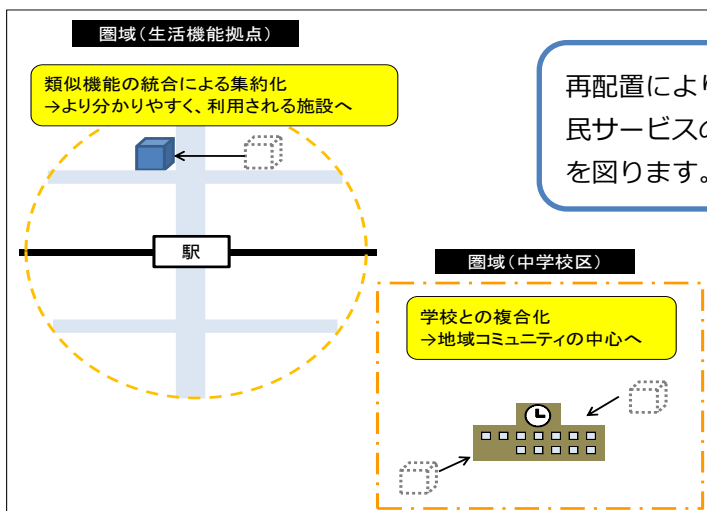 圏域（生活機能拠点）
類似機能の統合による集約化
→より分かりやすく、利用される施設へ
再配置により
民サービスの
を図ります。
駅
圏域（中学校区）
学校との複合化
→地域コミュニティの中心へ